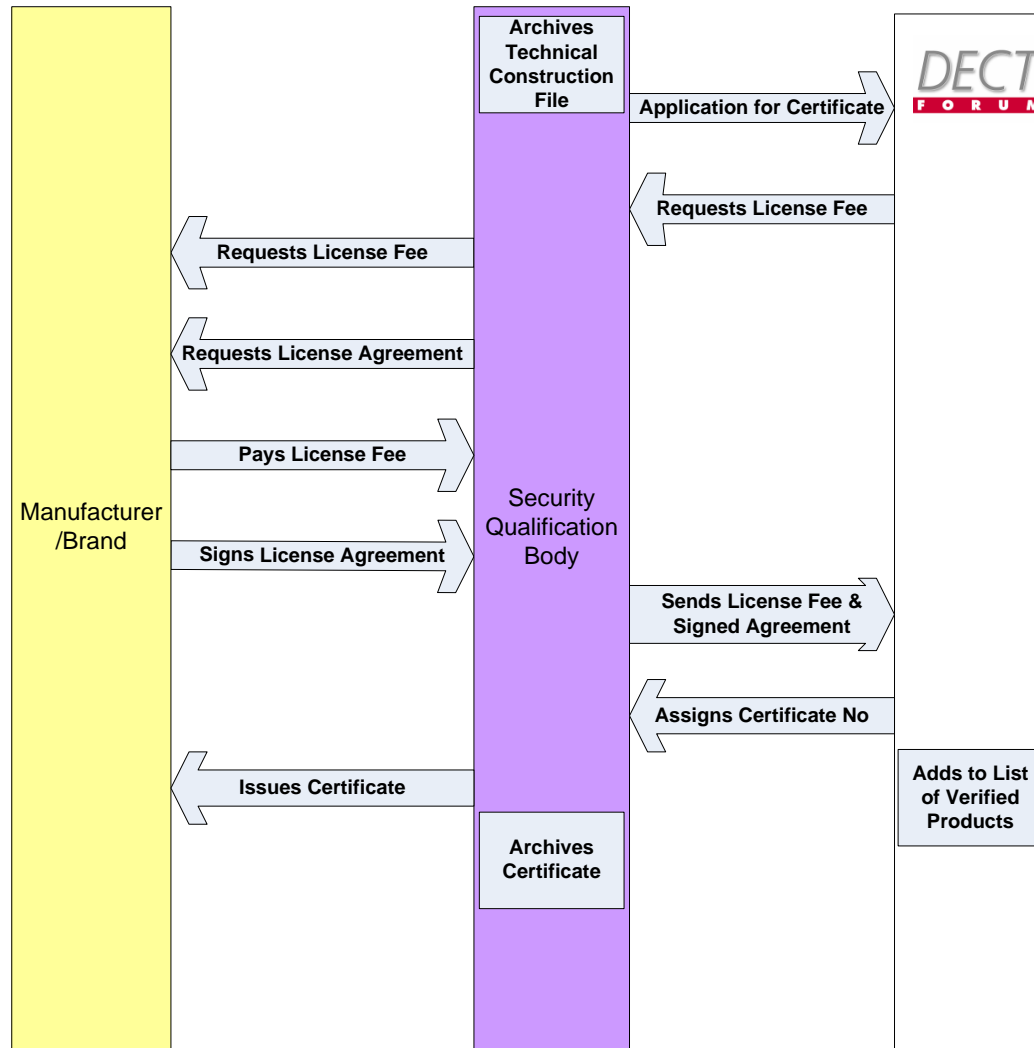 Archives
Technical
Construction
File
DECT
FORUM
Application for Certificate
Requests License Fee
Requests License Fee
Requests License Agreement
Pays License Fee
Manufacturer
/Brand
Security
Qualification
Body
Signs License Agreement
Sends License Fee &
Signed Agreement
Assigns Certificate No
Issues Certificate
Adds to List
of Verified
Products
Archives
Certificate